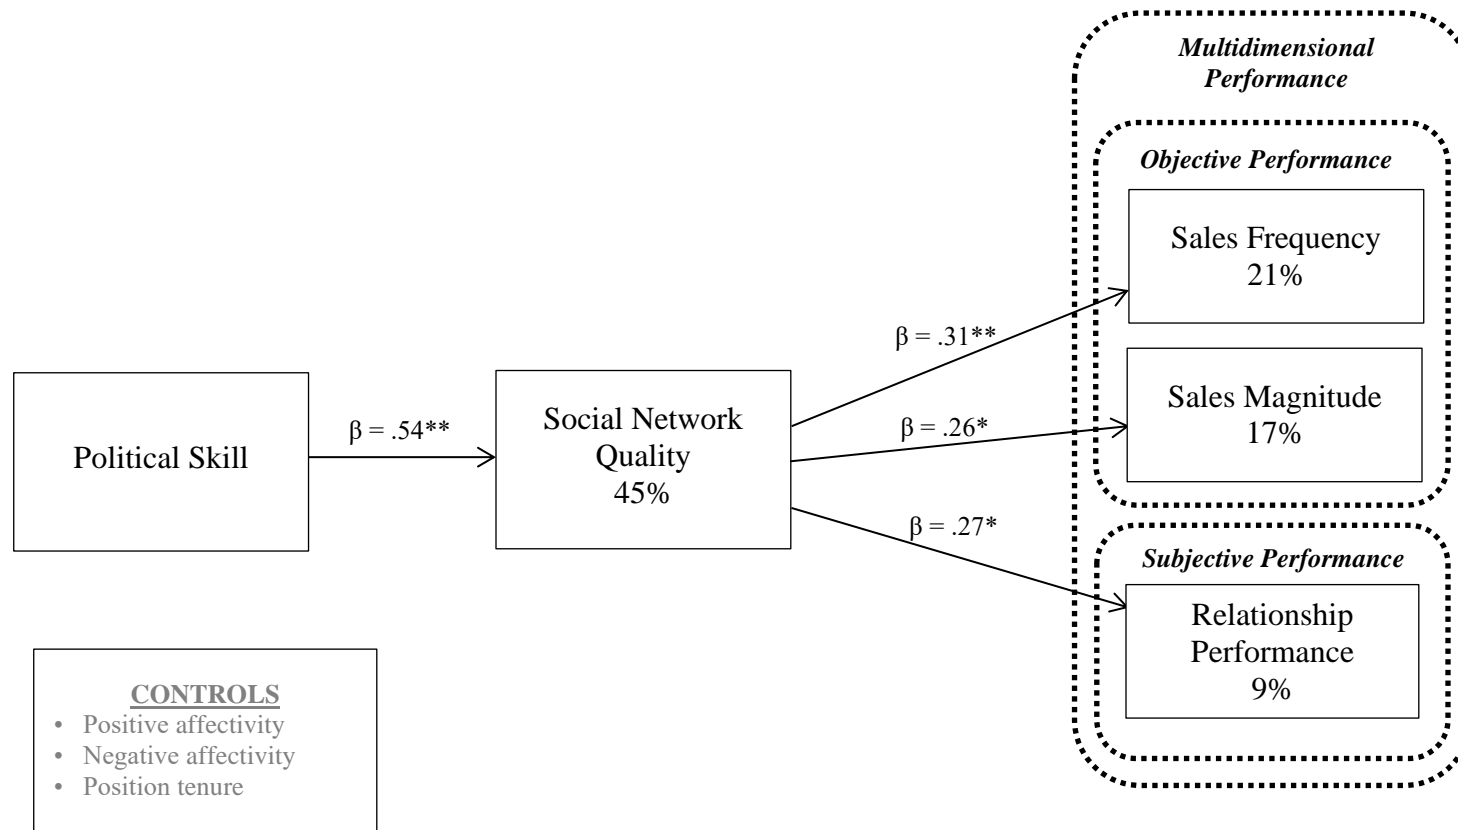 Multidimensional
Performance
Objective Performance
Sales Frequency
21%
β = .31**
Sales Magnitude
17%
Political Skill
β = .54**
Social Network
Quality
45%
β = .26*
β = .27*
Subjective Performance
Relationship
Performance
9%
CONTROLS
• Positive affectivity
• Negative affectivity
• Position tenure